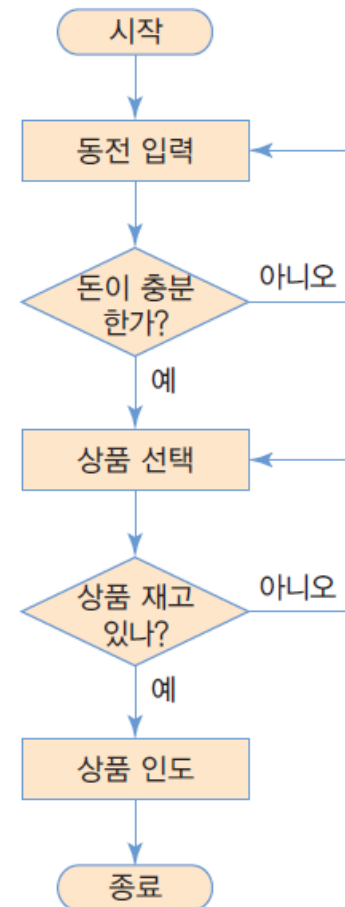 시작
동전 입력
돈이 충분
한가?
아니오
예
상품 선택
상품 재고
있나?
아니오
예
상품 인도
종료